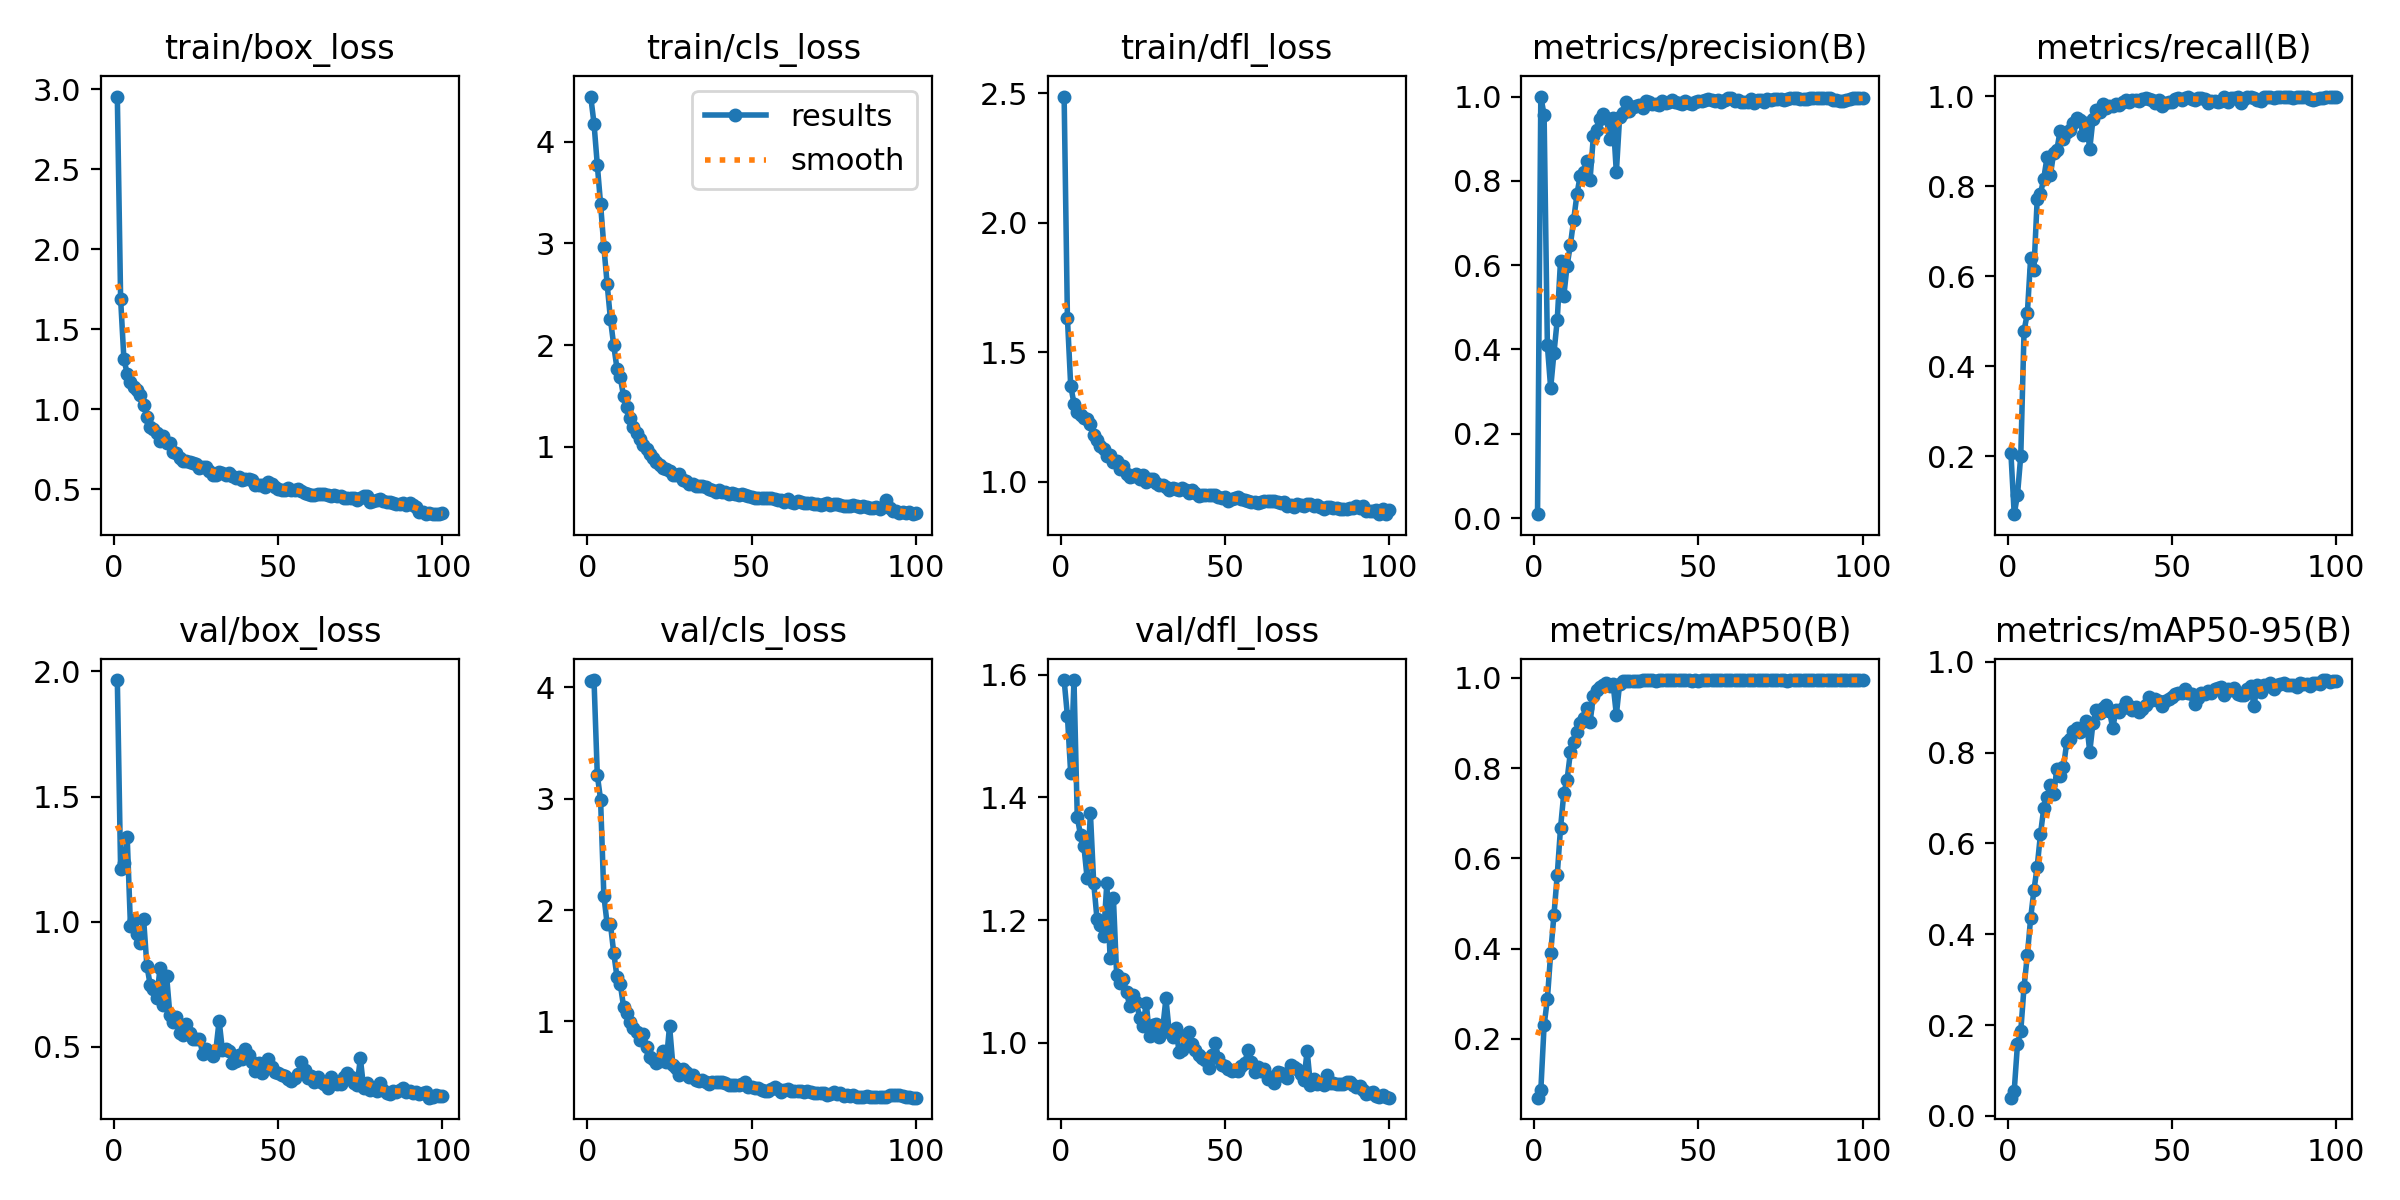 train/box_loss
3.0
2.5
2.0
1.5
1.0
0.5
0 50 100
train/cls_loss
results
smooth
4
3
2
1
0 50 100
train/dfl_loss
2.5
2.0
1.5
1.0
0 50 100
metrics/precision(B)
1.0
0.8
0.6
0.4
0.2
0.0
0 50 100
metrics/recall(B)
1.0
0.8
0.6
0.4
0.2
0 50 100
val/box_loss
2.0
1.5
1.0
0.5
0 50 100
val/cls_loss
4
3
2
1
0 50 100
val/dfl_loss
1.6
1.4
1.2
1.0
0 50 100
metrics/mAP50(B)
1.0
0.8
0.6
0.4
0.2
0 50 100
metrics/mAP50-95(B)
1.0
0.8
0.6
0.4
0.2
0.0
0 50 100